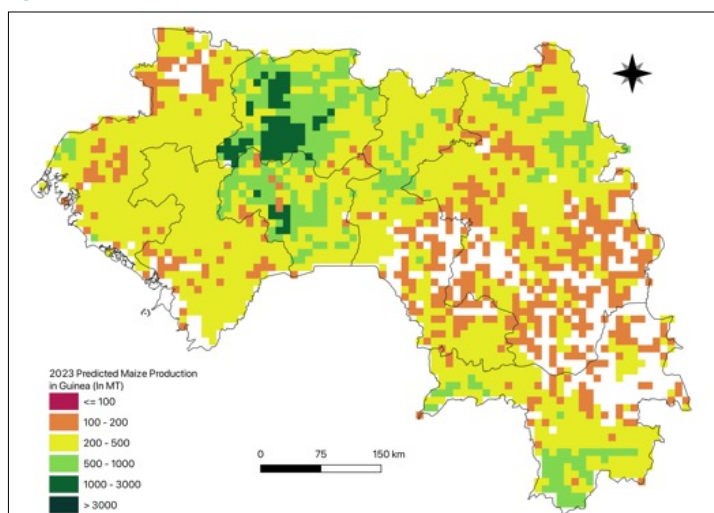 2023 Predicted Maize Production
in Guinea (In MT)
<= 100
100 - 200
200 - 500
500 - 1000
1000 - 3000
> 3000
0 75 150 km